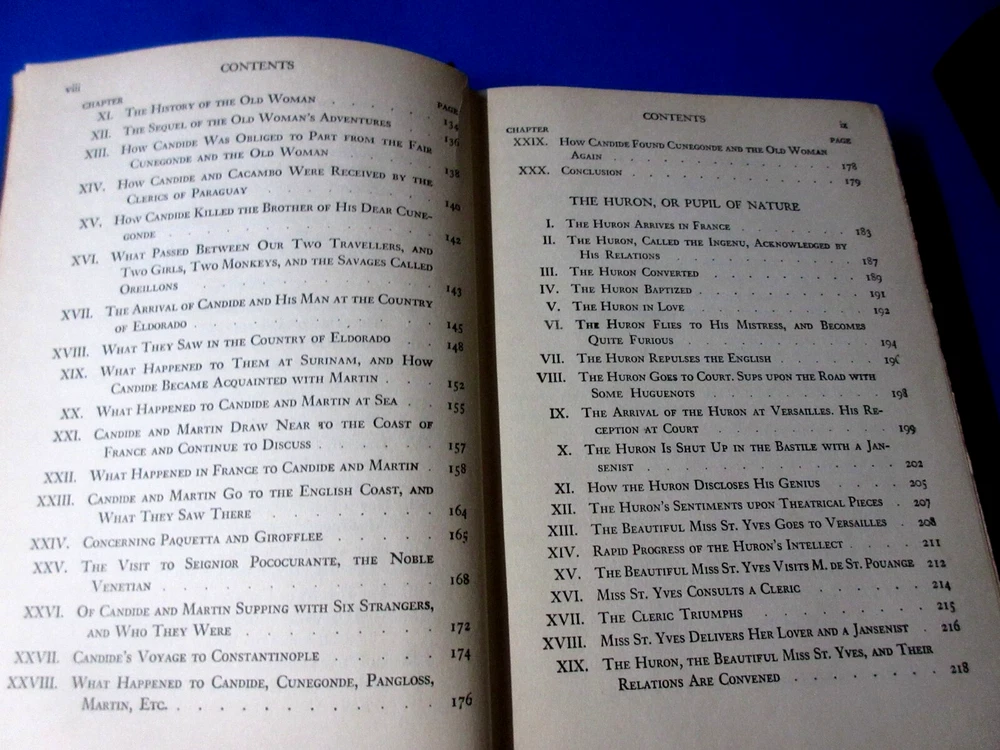 viii
CONTENTS
CHAPTER PAGE
XI. THE HISTORY OF THE OLD WOMAN . . . . . . 134
XII. THE SEQUEL OF THE OLD WOMAN'S ADVENTURES . . . 136
XIII. HOW CANDIDE WAS OBLIGED TO PART FROM THE FAIR
CUNEGONDE AND THE OLD WOMAN . . . . . . 138
XIV. HOW CANDIDE AND CACAMBO WERE RECEIVED BY THE
CLERICS OF PARAGUAY . . . . . . . . . 140
XV. HOW CANDIDE KILLED THE BROTHER OF HIS DEAR CUNE-
GONDE . . . . . . . . . . . . 142
XVI. WHAT PASSED BETWEEN OUR TWO TRAVELLERS, AND
TWO GIRLS, TWO MONKEYS, AND THE SAVAGES CALLED
OREILLONS . . . . . . . . . . . 143
XVII. THE ARRIVAL OF CANDIDE AND HIS MAN AT THE COUNTRY
OF ELDORADO . . . . . . . . . . 145
XVIII. WHAT THEY SAW IN THE COUNTRY OF ELDORADO . . 148
XIX. WHAT HAPPENED TO THEM AT SURINAM, AND HOW
CANDIDE BECAME ACQUAINTED WITH MARTIN . . . 152
XX. WHAT HAPPENED TO CANDIDE AND MARTIN AT SEA . . 155
XXI. CANDIDE AND MARTIN DRAW NEAR TO THE COAST OF
FRANCE AND CONTINUE TO DISCUSS . . . . . . 157
XXII. WHAT HAPPENED IN FRANCE TO CANDIDE AND MARTIN . 158
XXIII. CANDIDE AND MARTIN GO TO THE ENGLISH COAST, AND
WHAT THEY SAW THERE . . . . . . . . 164
XXIV. CONCERNING PAQUETTA AND GIROFFLEE . . . . . 165
XXV. THE VISIT TO SEIGNIOR POCOCURANTE, THE NOBLE
VENETIAN . . . . . . . . . . . . 168
XXVI. OF CANDIDE AND MARTIN SUPPING WITH SIX STRANGERS,
AND WHO THEY WERE . . . . . . . . . 172
XXVII. CANDIDE'S VOYAGE TO CONSTANTINOPLE . . . . . 174
XXVIII. WHAT HAPPENED TO CANDIDE, CUNEGONDE, PANGLOSS,
MARTIN, ETC. . . . . . . . . . . . 176
CONTENTS
ix
CHAPTER PAGE
XXIX. HOW CANDIDE FOUND CUNEGONDE AND THE OLD WOMAN
AGAIN . . . . . . . . . . . . 178
XXX. CONCLUSION . . . . . . . . . . . 179
THE HURON, OR PUPIL OF NATURE
I. THE HURON ARRIVES IN FRANCE . . . . . . . 183
II. THE HURON, CALLED THE INGENU, ACKNOWLEDGED BY
HIS RELATIONS . . . . . . . . . . 187
III. THE HURON CONVERTED . . . . . . . . . 189
IV. THE HURON BAPTIZED . . . . . . . . . 191
V. THE HURON IN LOVE . . . . . . . . . 192
VI. THE HURON FLIES TO HIS MISTRESS, AND BECOMES
QUITE FURIOUS . . . . . . . . . . 194
VII. THE HURON REPULSES THE ENGLISH . . . . . . 196
VIII. THE HURON GOES TO COURT. SUPS UPON THE ROAD WITH
SOME HUGUENOTS . . . . . . . . . . 198
IX. THE ARRIVAL OF THE HURON AT VERSAILLES. HIS RE-
CEPTION AT COURT . . . . . . . . . 199
X. THE HURON IS SHUT UP IN THE BASTILE WITH A JAN-
SENIST . . . . . . . . . . . . 202
XI. HOW THE HURON DISCLOSES HIS GENIUS . . . . . 205
XII. THE HURON'S SENTIMENTS UPON THEATRICAL PIECES . 207
XIII. THE BEAUTIFUL MISS ST. YVES GOES TO VERSAILLES . 208
XIV. RAPID PROGRESS OF THE HURON'S INTELLECT . . . . 211
XV. THE BEAUTIFUL MISS ST. YVES VISITS M. DE ST. POUANGE 212
XVI. MISS ST. YVES CONSULTS A CLERIC . . . . . . 214
XVII. THE CLERIC TRIUMPHS . . . . . . . . . 215
XVIII. MISS ST. YVES DELIVERS HER LOVER AND A JANSENIST . 216
XIX. THE HURON, THE BEAUTIFUL MISS ST. YVES, AND THEIR
RELATIONS ARE CONVENED . . . . . . . . 218